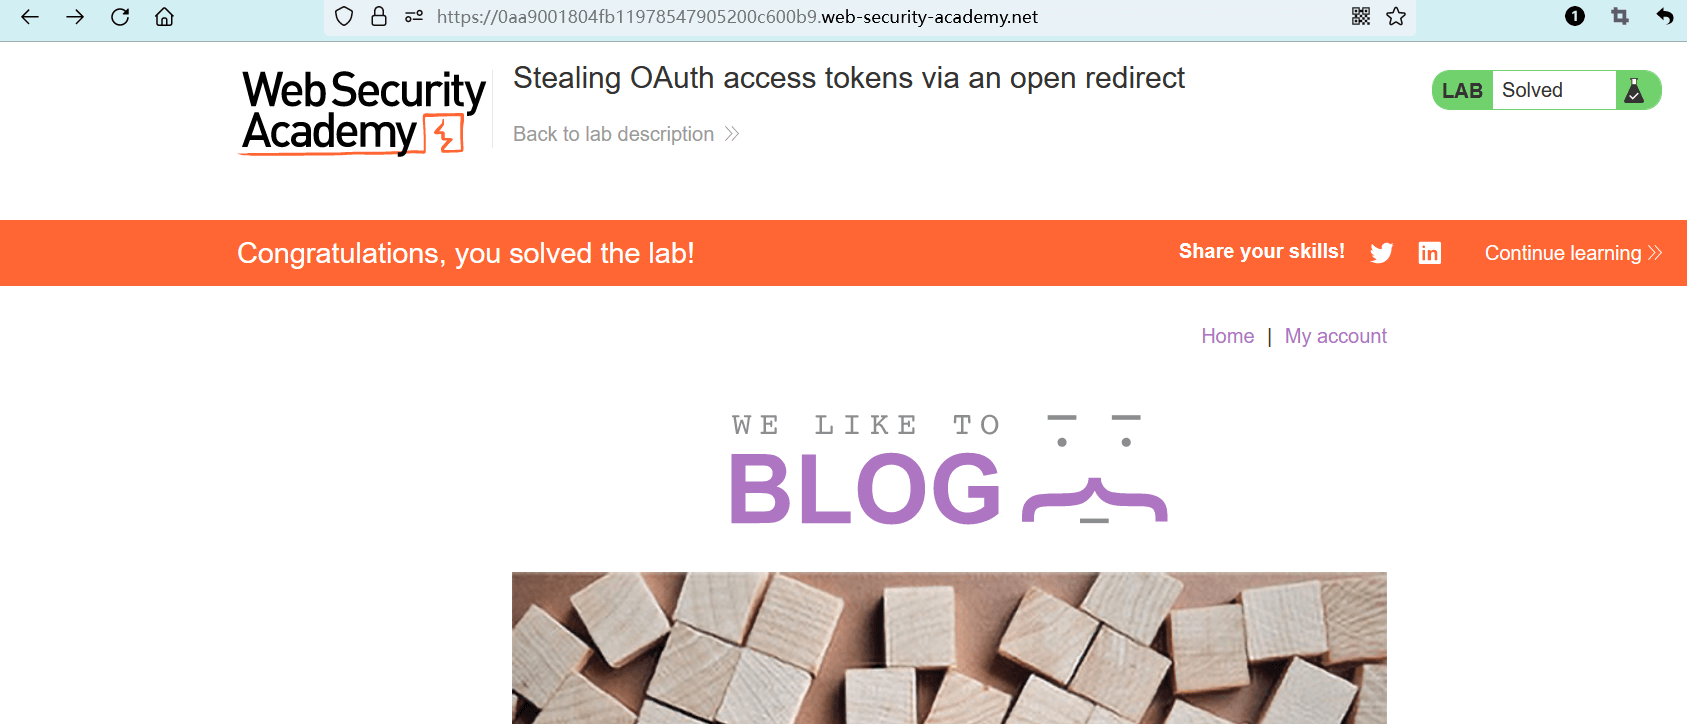 https://0aa9001804fb11978547905200c600b9.web-security-academy.net
1
Web Security
Academy
Stealing OAuth access tokens via an open redirect
Back to lab description
LAB Solved
Congratulations, you solved the lab!
Share your skills!
Continue learning
Home | My account
WE LIKE TO
BLOG